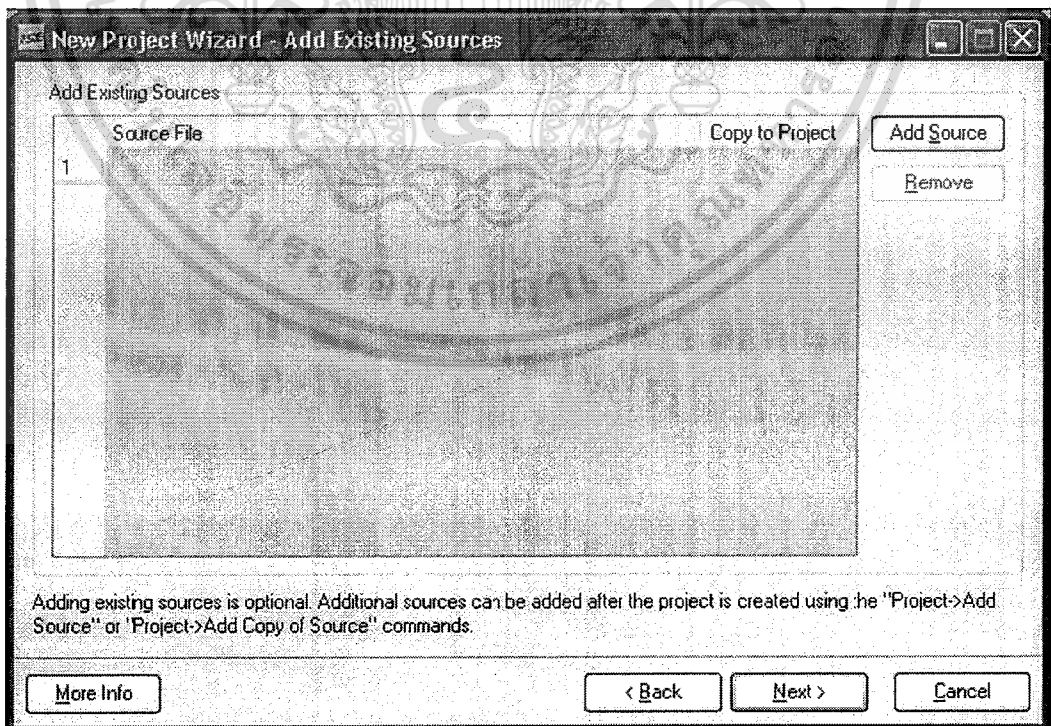 ISE New Project Wizard - Add Existing Sources
Add Existing Sources
Source File Copy to Project
Add Source
1
Remove
Adding existing sources is optional. Additional sources can be added after the project is created using the "Project->Add
Source" or "Project->Add Copy of Source" commands.
More Info < Back Next > Cancel